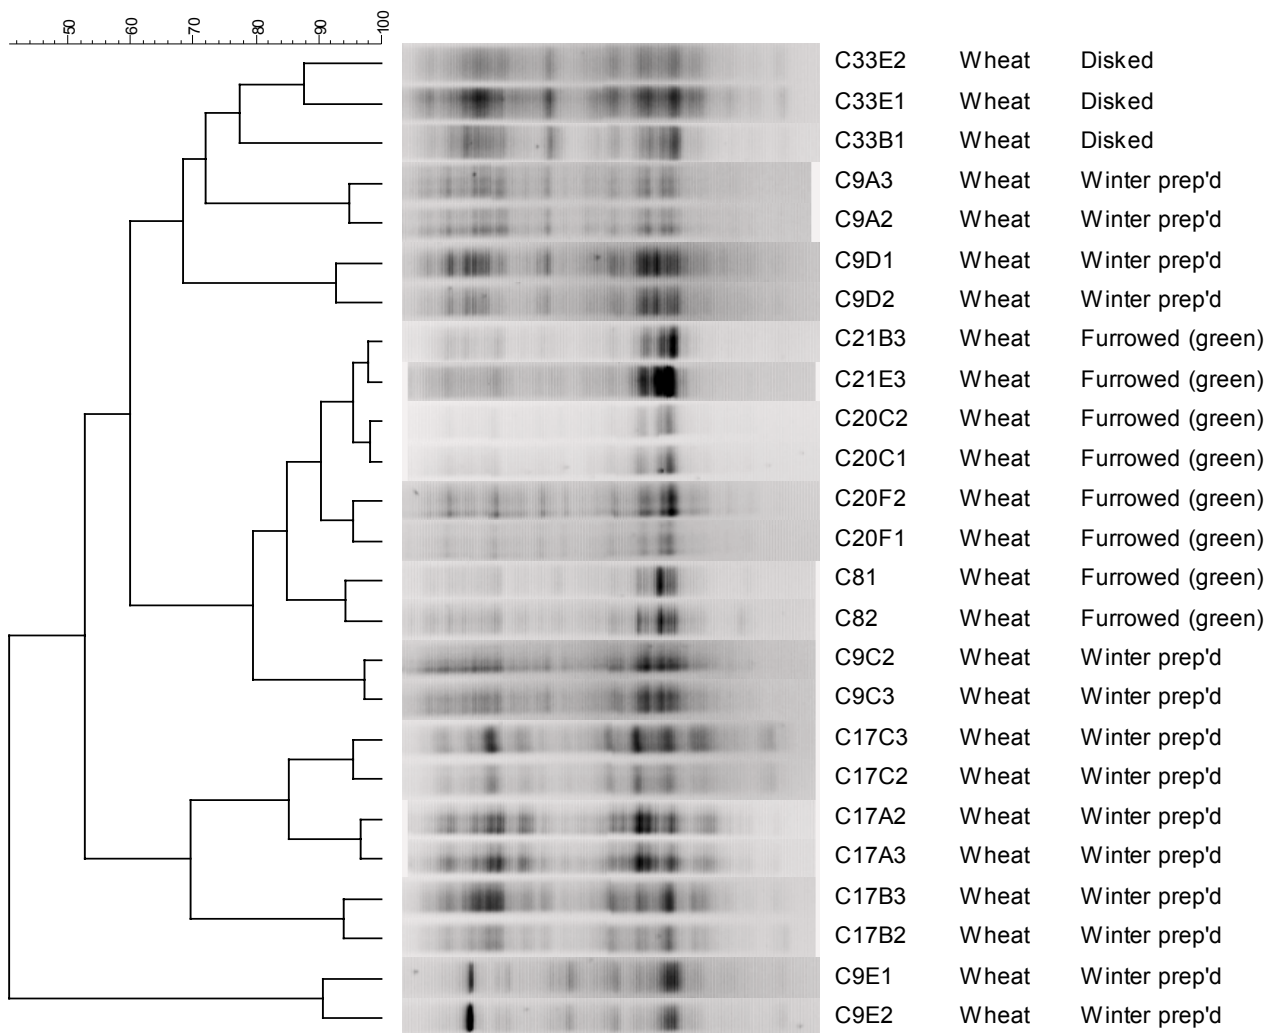 50 60 70 80 90 100
C33E2 Wheat Disked
C33E1 Wheat Disked
C33B1 Wheat Disked
C9A3 Wheat Winter prep'd
C9A2 Wheat Winter prep'd
C9D1 Wheat Winter prep'd
C9D2 Wheat Winter prep'd
C21B3 Wheat Furrowed (green)
C21E3 Wheat Furrowed (green)
C20C2 Wheat Furrowed (green)
C20C1 Wheat Furrowed (green)
C20F2 Wheat Furrowed (green)
C20F1 Wheat Furrowed (green)
C81 Wheat Furrowed (green)
C82 Wheat Furrowed (green)
C9C2 Wheat Winter prep'd
C9C3 Wheat Winter prep'd
C17C3 Wheat Winter prep'd
C17C2 Wheat Winter prep'd
C17A2 Wheat Winter prep'd
C17A3 Wheat Winter prep'd
C17B3 Wheat Winter prep'd
C17B2 Wheat Winter prep'd
C9E1 Wheat Winter prep'd
C9E2 Wheat Winter prep'd